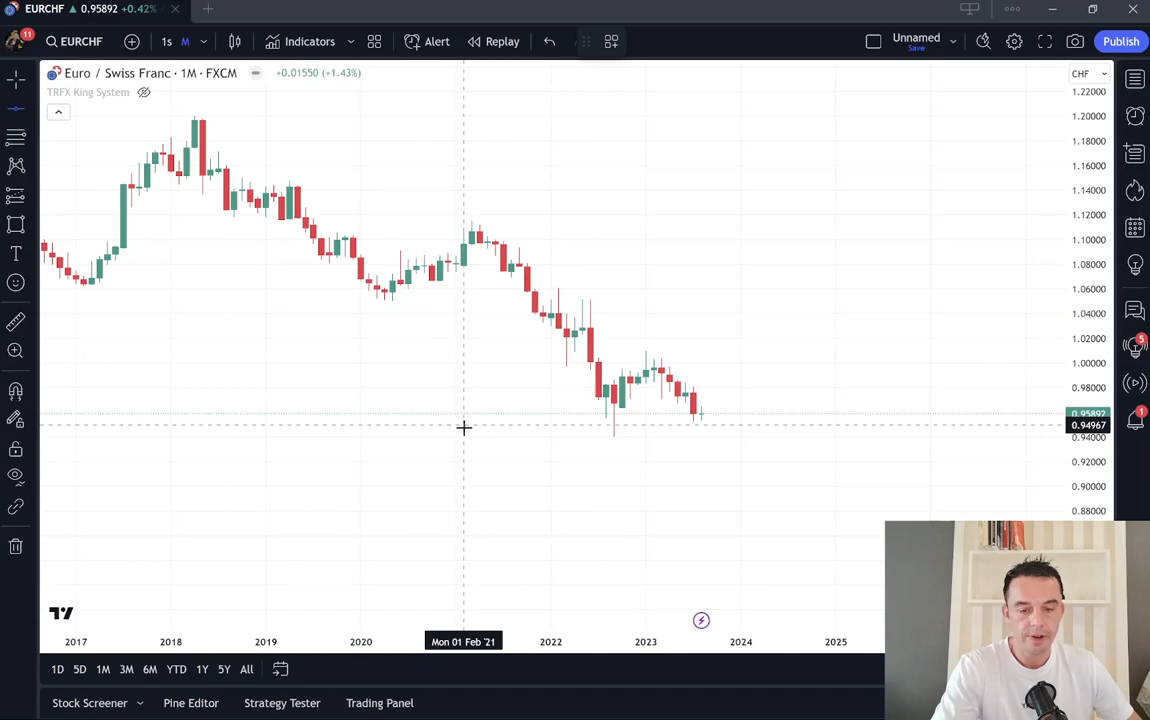 EURCHF ▲ 0.95892 +0.42%
11
EURCHF
1s M
Indicators
Alert
Replay
Unnamed
Save
Publish
Euro / Swiss Franc · 1M · FXCM
+0.01550 (+1.43%)
TRFX King System
CHF
1.22000
1.20000
1.18000
1.16000
1.14000
1.12000
1.10000
1.08000
1.06000
1.04000
1.02000
1.00000
0.98000
0.95892
0.94967
0.94000
0.92000
0.90000
0.88000
5
1
2017 2018 2019 2020 Mon 01 Feb '21 2022 2023 2024 2025
1D 5D 1M 3M 6M YTD 1Y 5Y All
Stock Screener Pine Editor Strategy Tester Trading Panel